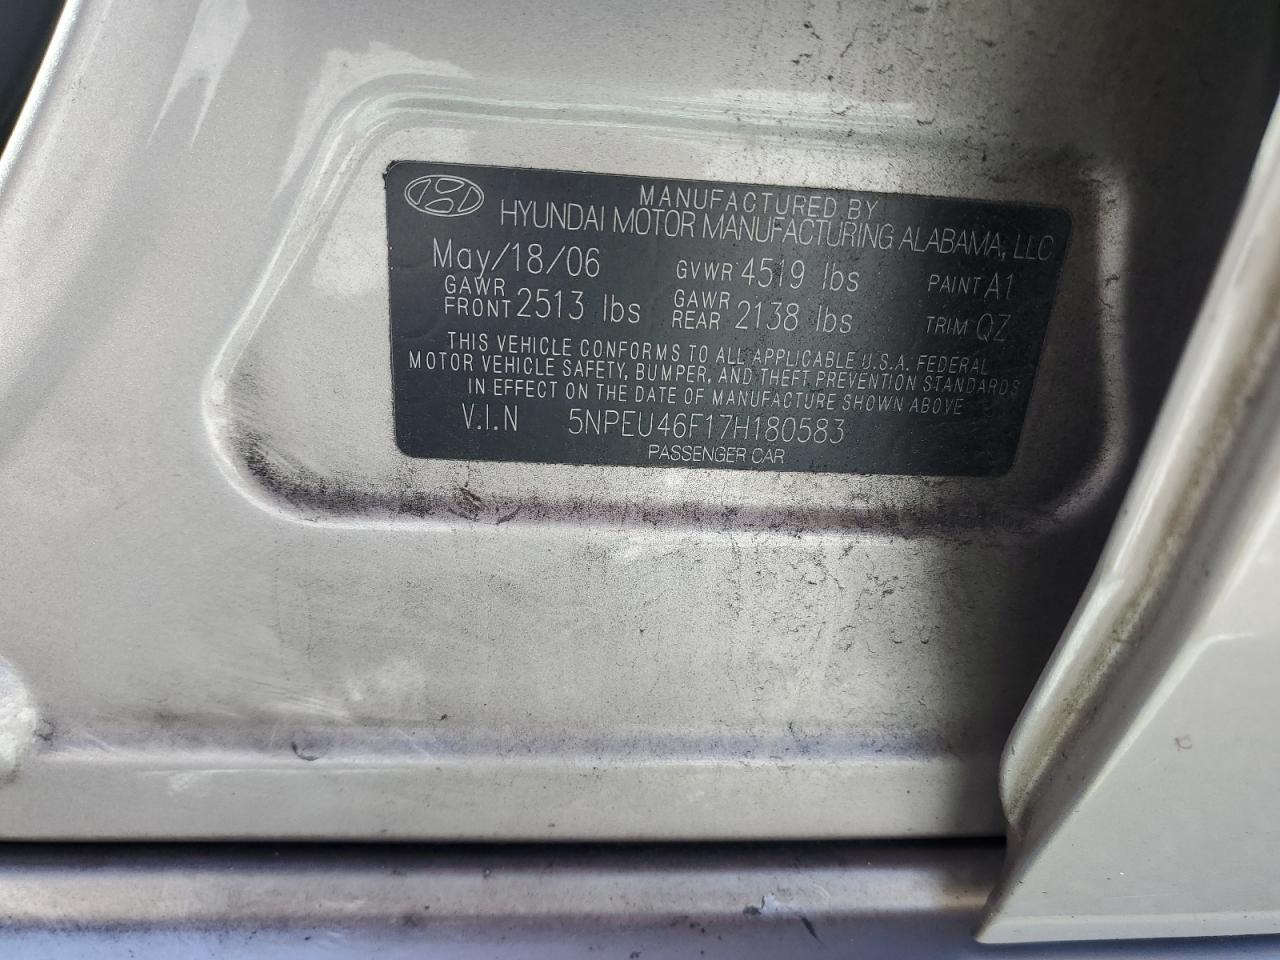 MANUFACTURED BY
HYUNDAI MOTOR MANUFACTURING ALABAMA, LLC
May/18/06 GVWR 4519 lbs PAINT A1
GAWR FRONT 2513 lbs GAWR REAR 2138 lbs TRIM QZ
THIS VEHICLE CONFORMS TO ALL APPLICABLE U.S.A. FEDERAL
MOTOR VEHICLE SAFETY, BUMPER, AND THEFT PREVENTION STANDARDS
IN EFFECT ON THE DATE OF MANUFACTURE SHOWN ABOVE
V.I.N 5NPEU46F17H180583
PASSENGER CAR